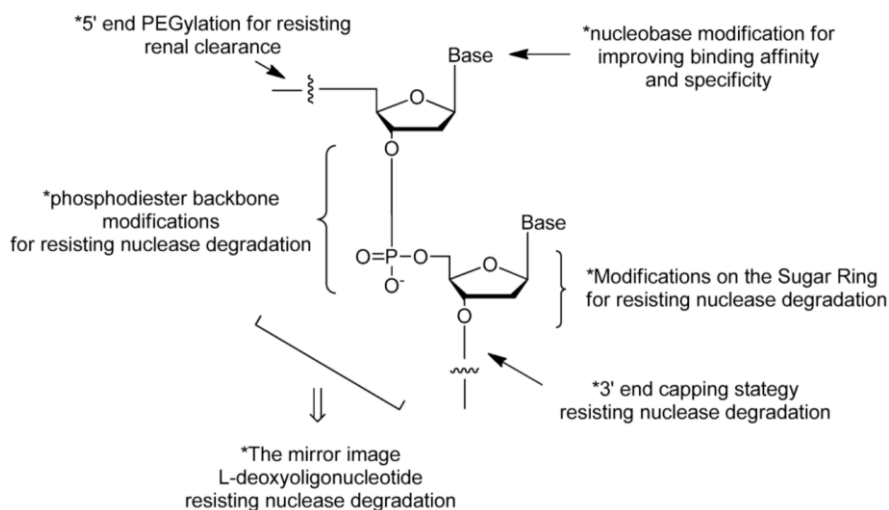 *5' end PEGylation for resisting
renal clearance
*nucleobase modification for
improving binding affinity
and specificity
Base
O
O
*phosphodiester backbone
modifications
for resisting nuclease degradation
Base
O=P-O
O
O-
*Modifications on the Sugar Ring
for resisting nuclease degradation
O
*3' end capping stategy
resisting nuclease degradation
*The mirror image
L-deoxyoligonucleotide
resisting nuclease degradation